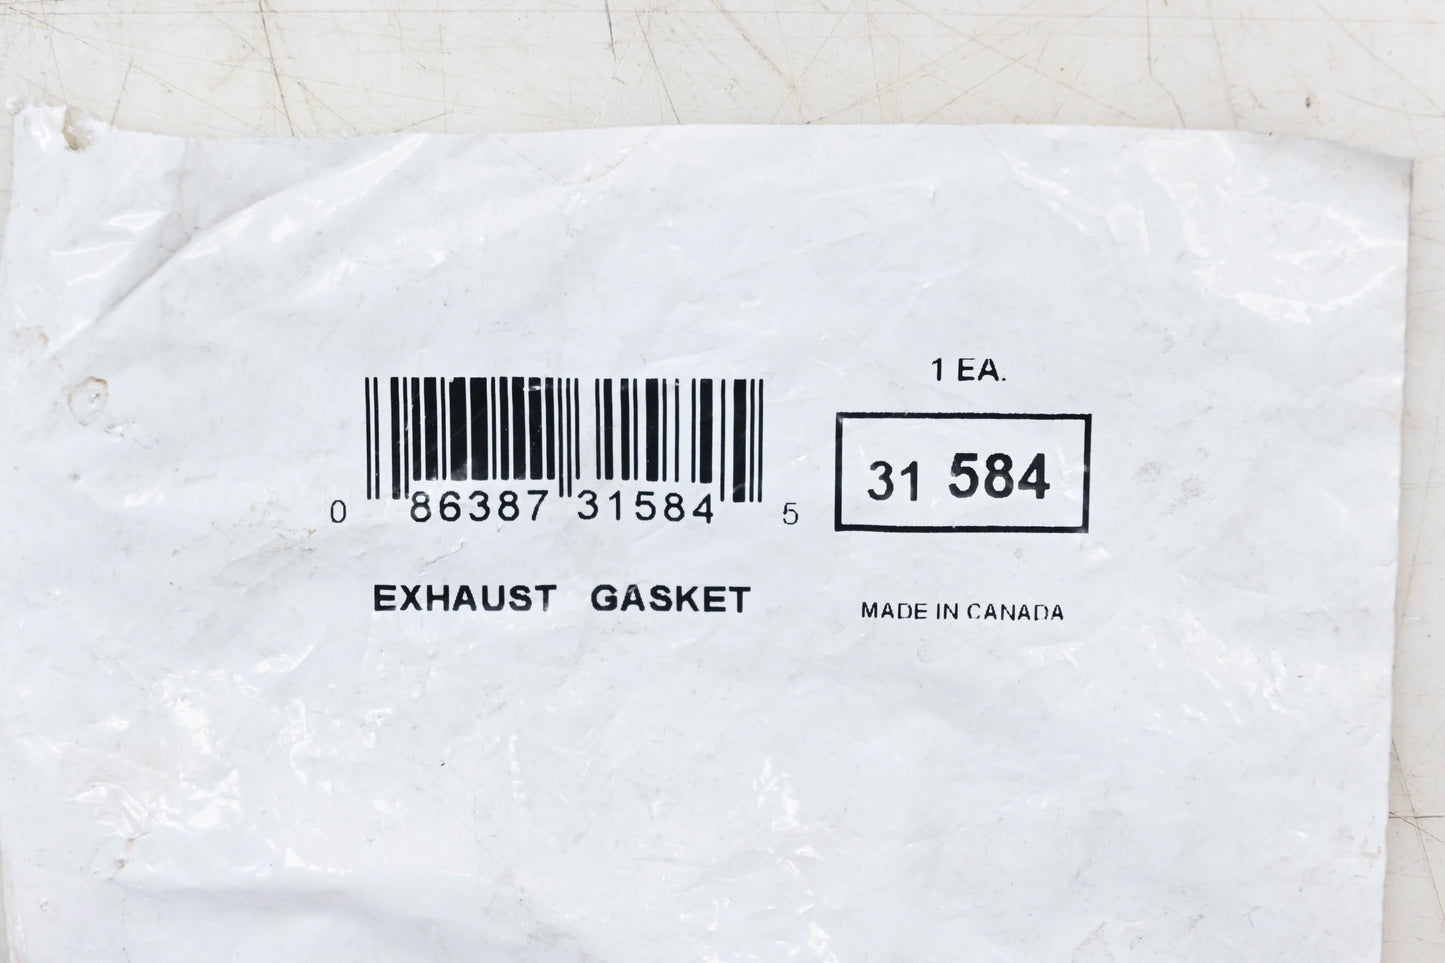 1 EA.
31 584
0 86387 31584 5
EXHAUST GASKET
MADE IN CANADA